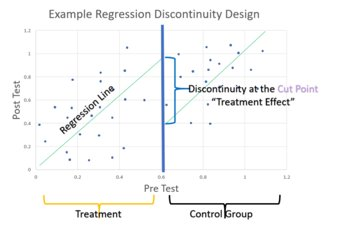 Example Regression Discontinuity Design
1.2
1
0.8
0.6
0.4
0.2
0
Post Test
Regression Line
Discontinuity at the Cut Point
"Treatment Effect"
0 0.2 0.4 0.6 0.8 1 1.2
Pre Test
Treatment Control Group